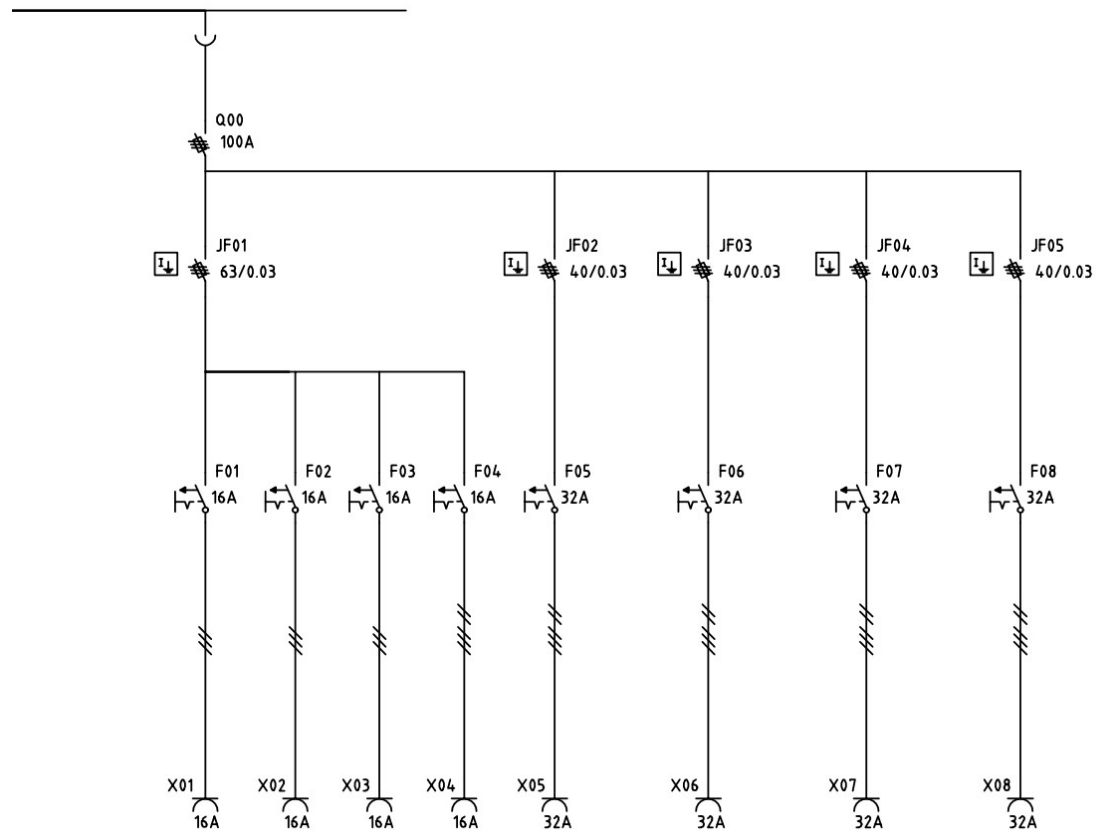 Q00
100A
JF01
63/0.03
JF02
40/0.03
JF03
40/0.03
JF04
40/0.03
JF05
40/0.03
I
I
I
I
I
F01
16A
F02
16A
F03
16A
F04
16A
F05
32A
F06
32A
F07
32A
F08
32A
X01
16A
X02
16A
X03
16A
X04
16A
X05
32A
X06
32A
X07
32A
X08
32A